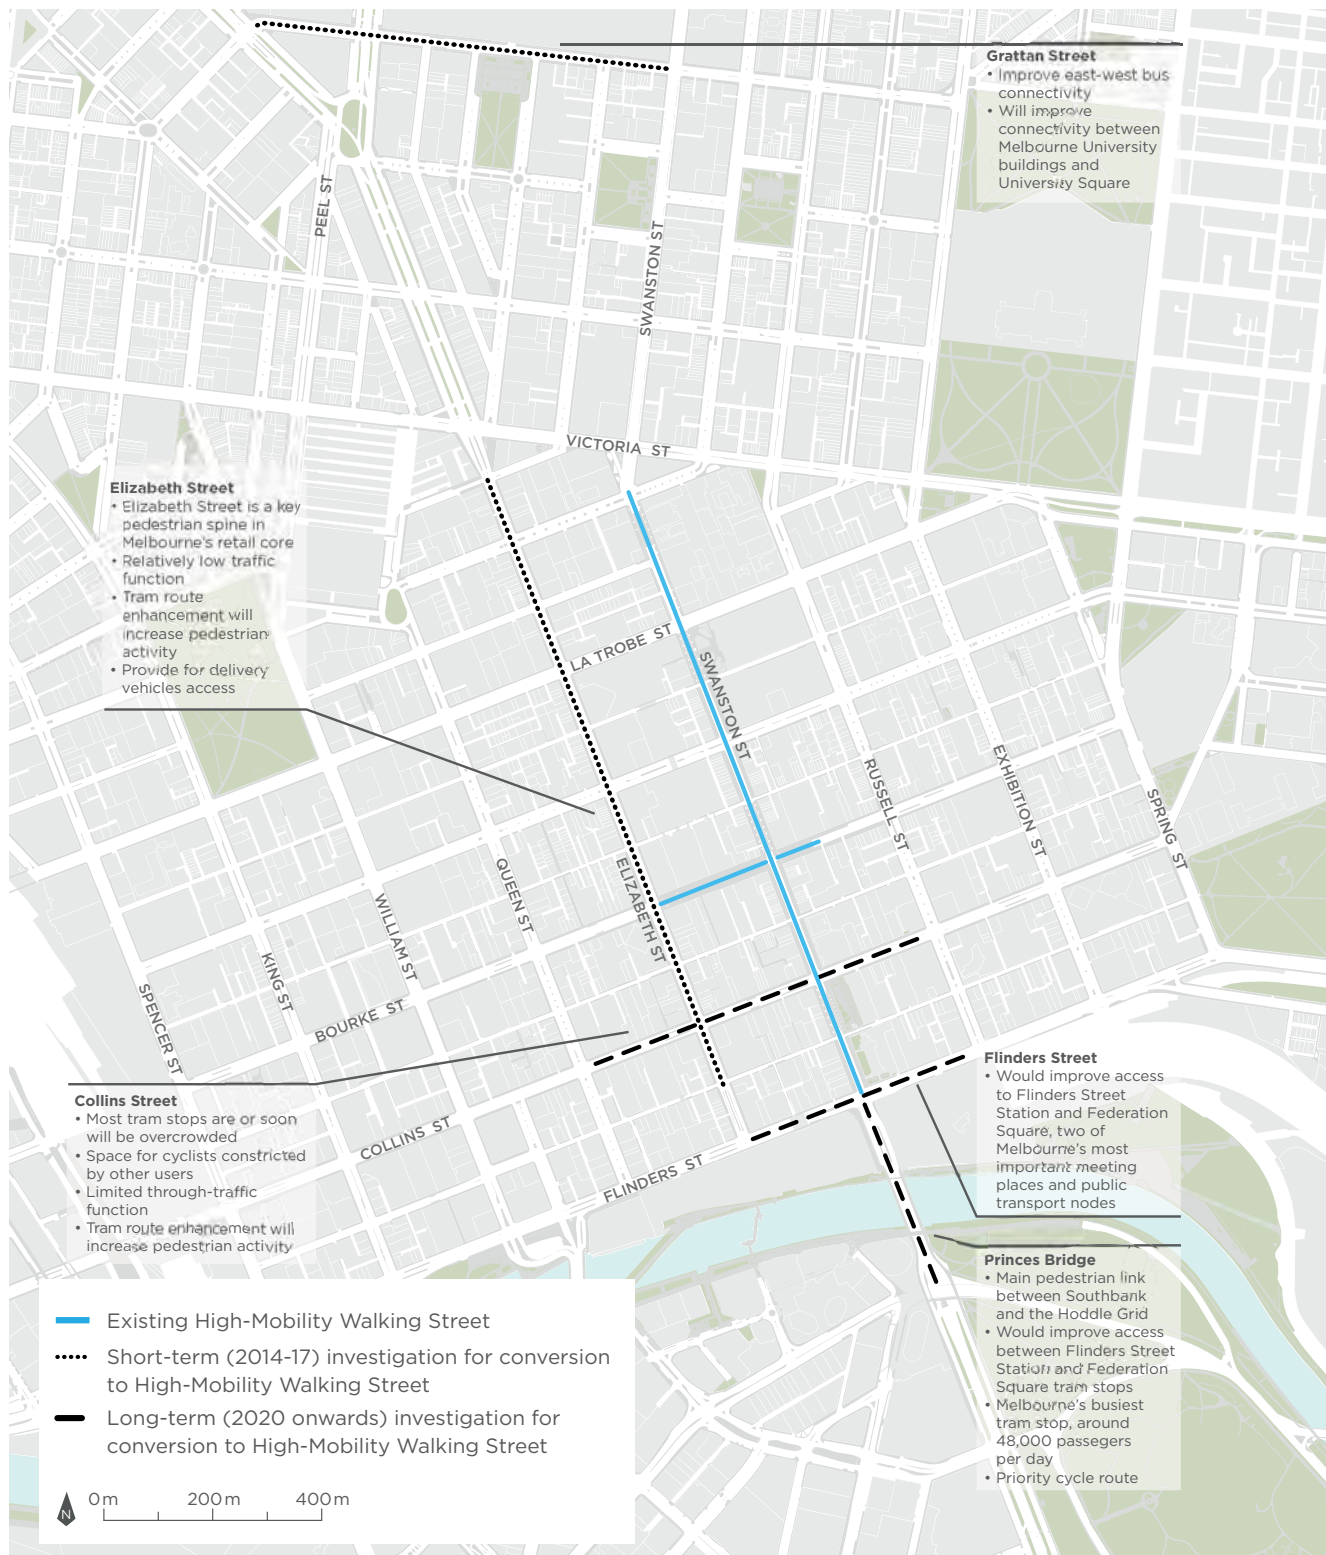 Grattan Street
• Improve east-west bus
connectivity
• Will improve
connectivity between
Melbourne University
buildings and
University Square
PEEL ST
SWANSTON ST
VICTORIA ST
Elizabeth Street
• Elizabeth Street is a key
pedestrian spine in
Melbourne's retail core
• Relatively low traffic
function
• Tram route
enhancement will
increase pedestrian
activity
• Provide for delivery
vehicles access
LA TROBE ST
SWANSTON ST
RUSSELL ST
EXHIBITION ST
SPRING ST
QUEEN ST
ELIZABETH ST
WILLIAM ST
KING ST
SPENCER ST
BOURKE ST
COLLINS ST
FLINDERS ST
Collins Street
• Most tram stops are or soon
will be overcrowded
• Space for cyclists constricted
by other users
• Limited through-traffic
function
• Tram route enhancement will
increase pedestrian activity
Flinders Street
• Would improve access
to Flinders Street
Station and Federation
Square, two of
Melbourne's most
important meeting
places and public
transport nodes
Princes Bridge
• Main pedestrian link
between Southbank
and the Hoddle Grid
• Would improve access
between Flinders Street
Station and Federation
Square tram stops
• Melbourne's busiest
tram stop, around
48,000 passegers
per day
• Priority cycle route
Existing High-Mobility Walking Street
Short-term (2014-17) investigation for conversion
to High-Mobility Walking Street
Long-term (2020 onwards) investigation for
conversion to High-Mobility Walking Street
N
0m 200m 400m